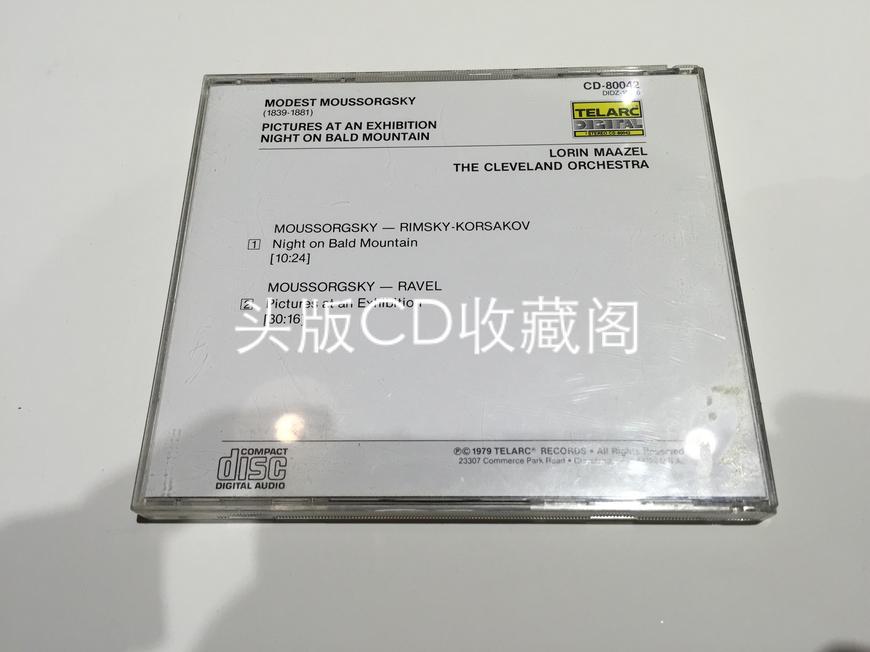 CD-80042
MODEST MOUSSORGSKY
(1839-1881)
TELARC
DIGITAL
STEREO CD 80042
PICTURES AT AN EXHIBITION
NIGHT ON BALD MOUNTAIN
LORIN MAAZEL
THE CLEVELAND ORCHESTRA
MOUSSORGSKY — RIMSKY-KORSAKOV
1 Night on Bald Mountain
[10:24]
MOUSSORGSKY — RAVEL
2 Pictures at an Exhibition
[30:16]
头版CD收藏阁
COMPACT
disc
DIGITAL AUDIO
℗© 1979 TELARC® RECORDS • All Rights Reserved
23307 Commerce Park Road •